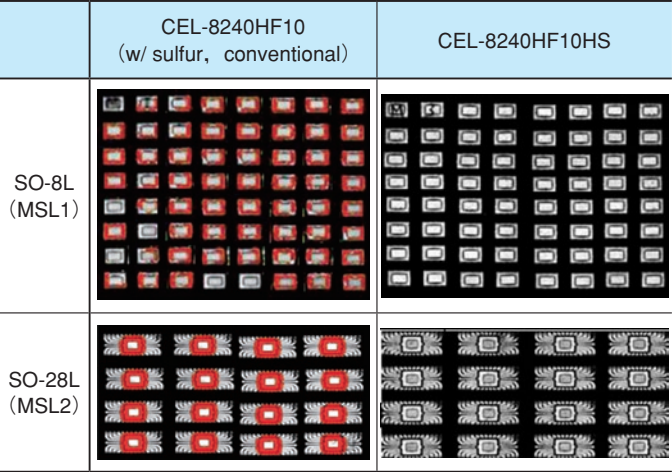 CEL-8240HF10
（w/ sulfur，conventional）
CEL-8240HF10HS
SO-8L
（MSL1）
SO-28L
（MSL2）